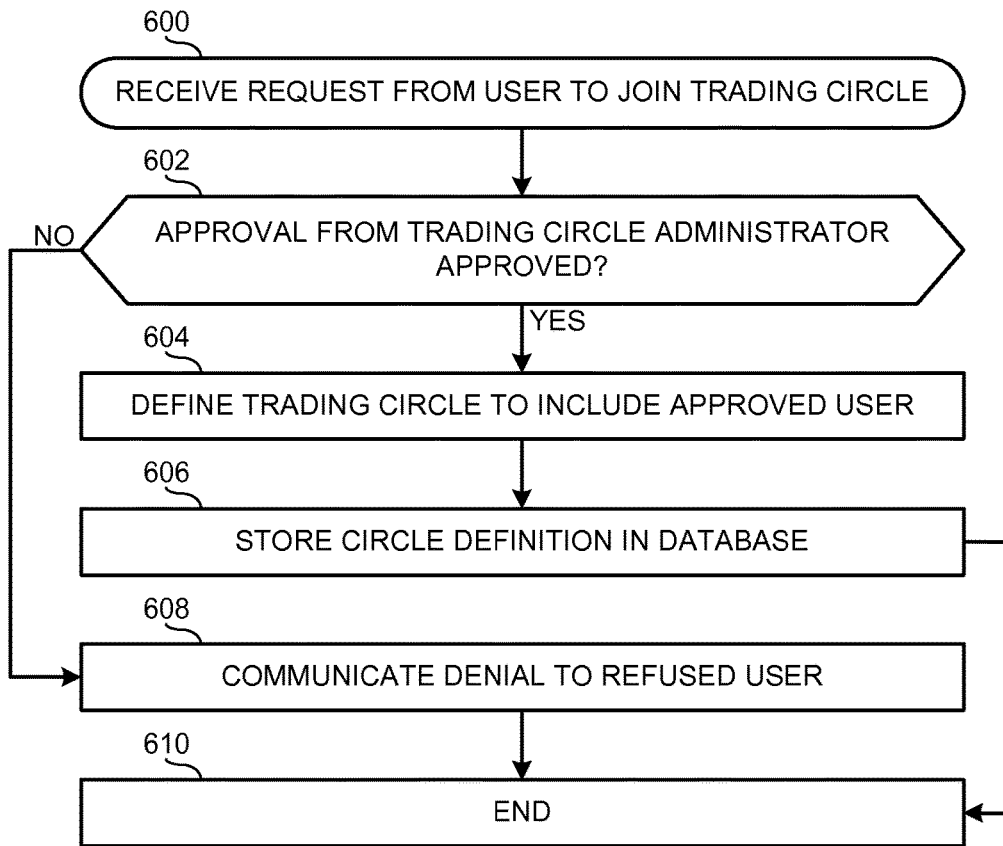 600
RECEIVE REQUEST FROM USER TO JOIN TRADING CIRCLE
602
NO
APPROVAL FROM TRADING CIRCLE ADMINISTRATOR
APPROVED?
YES
604
DEFINE TRADING CIRCLE TO INCLUDE APPROVED USER
606
STORE CIRCLE DEFINITION IN DATABASE
608
COMMUNICATE DENIAL TO REFUSED USER
610
END